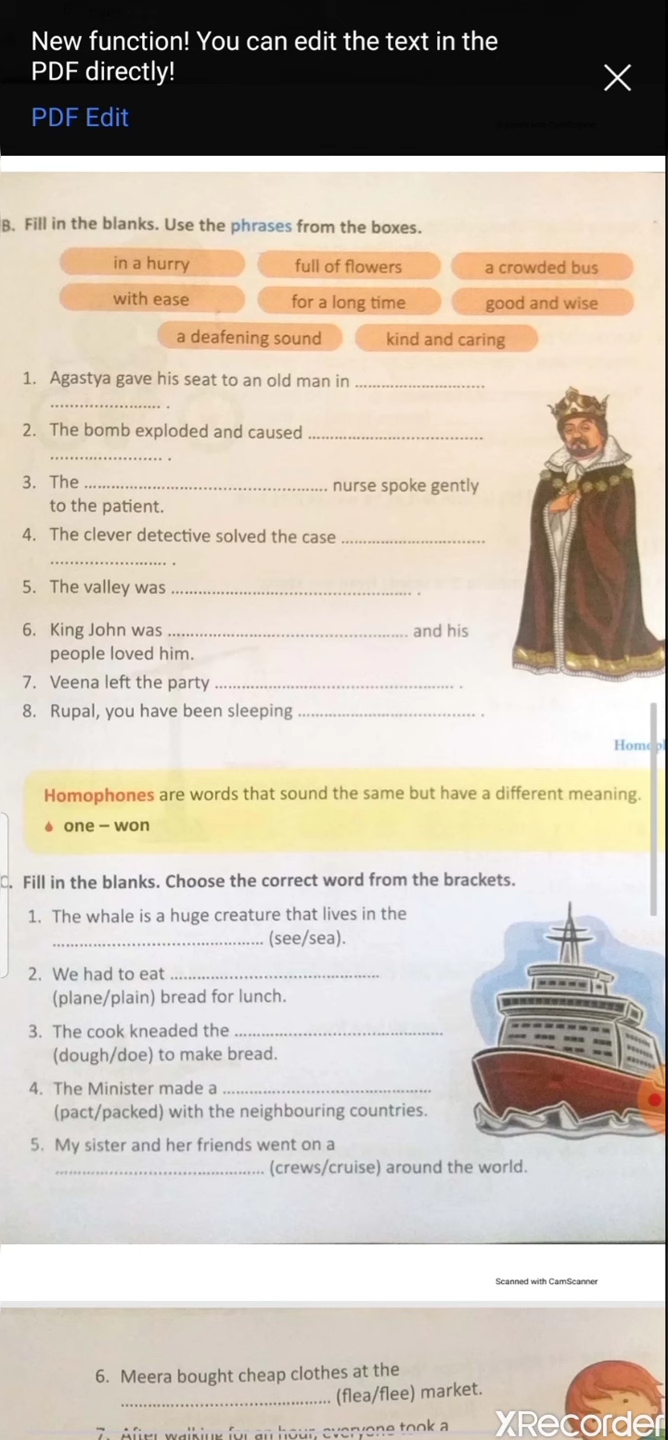 New function! You can edit the text in the
PDF directly!
PDF Edit
B. Fill in the blanks. Use the phrases from the boxes.
in a hurry full of flowers a crowded bus
with ease for a long time good and wise
a deafening sound kind and caring
1. Agastya gave his seat to an old man in ..........................
...................... .
2. The bomb exploded and caused ...................................
...................... .
3. The ................................................. nurse spoke gently
to the patient.
4. The clever detective solved the case .............................
....................... .
5. The valley was ................................................. .
6. King John was ................................................. and his
people loved him.
7. Veena left the party ................................................. .
8. Rupal, you have been sleeping .................................... .
Homoph
Homophones are words that sound the same but have a different meaning.
one – won
C. Fill in the blanks. Choose the correct word from the brackets.
1. The whale is a huge creature that lives in the
........................................... (see/sea).
2. We had to eat ...........................................
(plane/plain) bread for lunch.
3. The cook kneaded the ...........................................
(dough/doe) to make bread.
4. The Minister made a ...........................................
(pact/packed) with the neighbouring countries.
5. My sister and her friends went on a
........................................... (crews/cruise) around the world.
Scanned with CamScanner
6. Meera bought cheap clothes at the
........................................... (flea/flee) market.
7. After walking for an hour, everyone took a
XRecorder